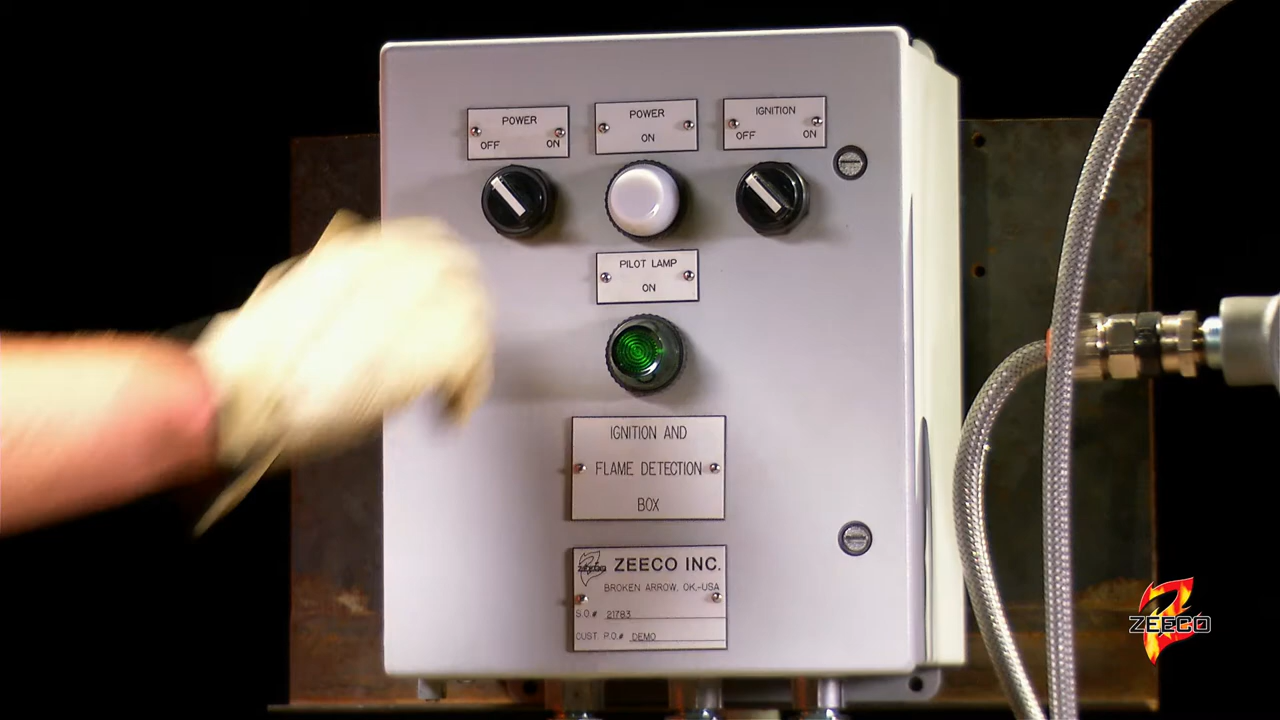 POWER
OFF ON
POWER
ON
IGNITION
OFF ON
PILOT LAMP
ON
IGNITION AND
FLAME DETECTION
BOX
ZEECO
ZEECO INC.
BROKEN ARROW, OK.-USA
S.O.# 21783
CUST. P.O.# DEMO
ZEECO